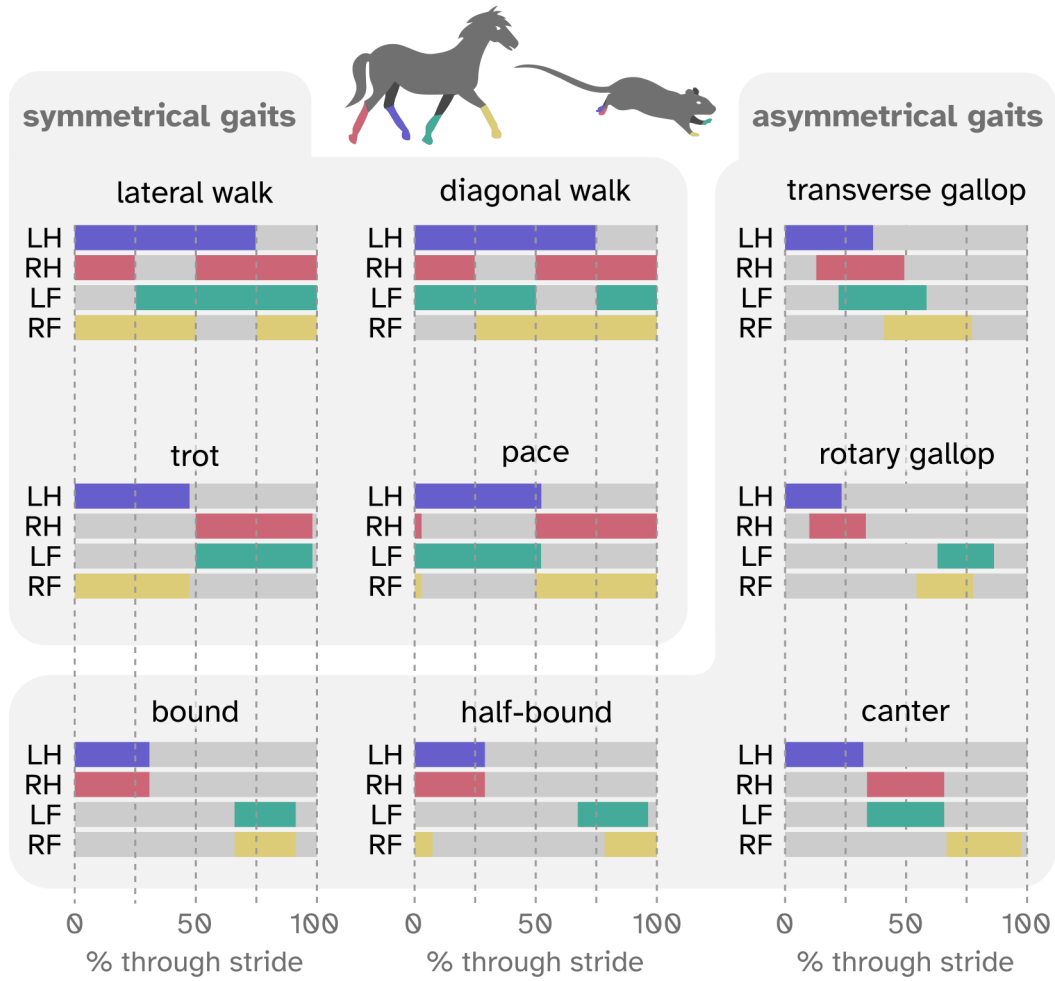 symmetrical gaits
asymmetrical gaits
lateral walk
LH
RH
LF
RF
diagonal walk
LH
RH
LF
RF
transverse gallop
LH
RH
LF
RF
trot
LH
RH
LF
RF
pace
LH
RH
LF
RF
rotary gallop
LH
RH
LF
RF
bound
LH
RH
LF
RF
half-bound
LH
RH
LF
RF
canter
LH
RH
LF
RF
0 50 100
% through stride
0 50 100
% through stride
0 50 100
% through stride